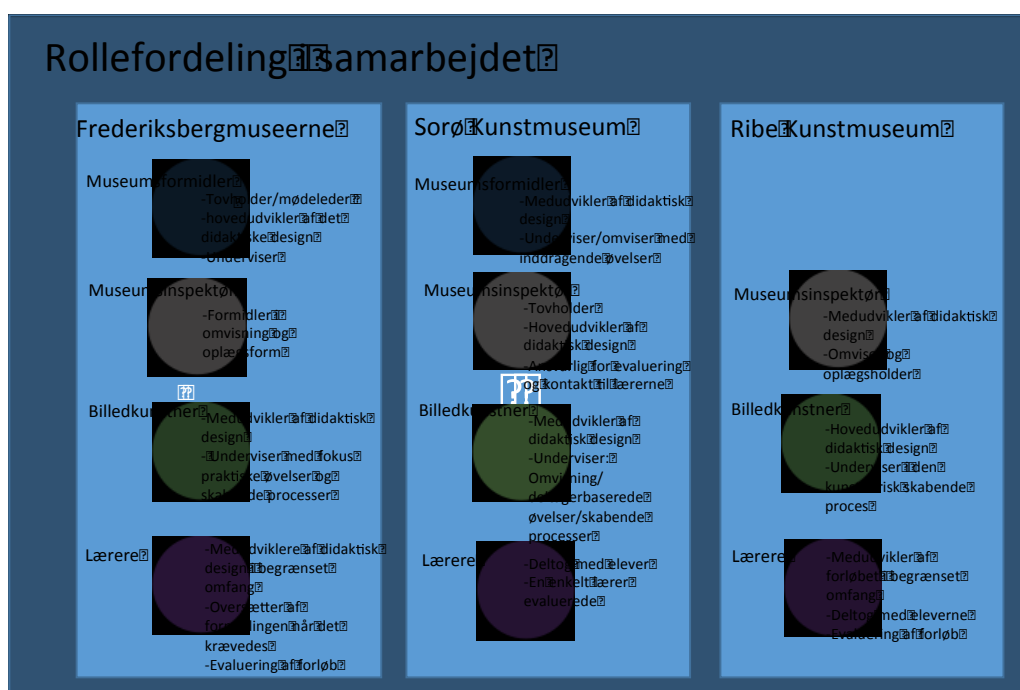 Rollefordeling i samarbejdet
Frederiksbergmuseerne
Museumsformidler
-Tovholder/mødeleder
-hovedudvikler af det
didaktiske design
-Underviser
Museumsinspektør
-Formidler i
omvisning og
oplægsform
Billedkunstner
-Medudvikler af didaktisk
design
- Underviser med fokus
praktiske øvelser og
skabende processer
Lærere
-Medudviklere af didaktisk
design i begrænset
omfang
-Oversætter af
formidlingen når det
krævedes
-Evaluering af forløb
Sorø Kunstmuseum
Museumsformidler
-Medudvikler af didaktisk
design
-Underviser/omviser med
inddragende øvelser
Museumsinspektør
-Tovholder
-Hovedudvikler af
didaktisk design
-Ansvarlig for evaluering
og kontakt til lærerne
Billedkunstner
-Medudvikler af
didaktisk design
-Underviser:
Omvisning/
deltagerbaserede
øvelser/skabende
processer
Lærere
-Deltog med elever
-En enkelt lærer
evaluerede
Ribe Kunstmuseum
Museumsinspektør
-Medudvikler af didaktisk
design
-Omviser og
oplægsholder
Billedkunstner
-Hovedudvikler af
didaktisk design
-Underviser i den
kunstnerisk skabende
proces
Lærere
-Medudvikler af
forløbet i begrænset
omfang
-Deltog med eleverne
-Evaluering af forløb